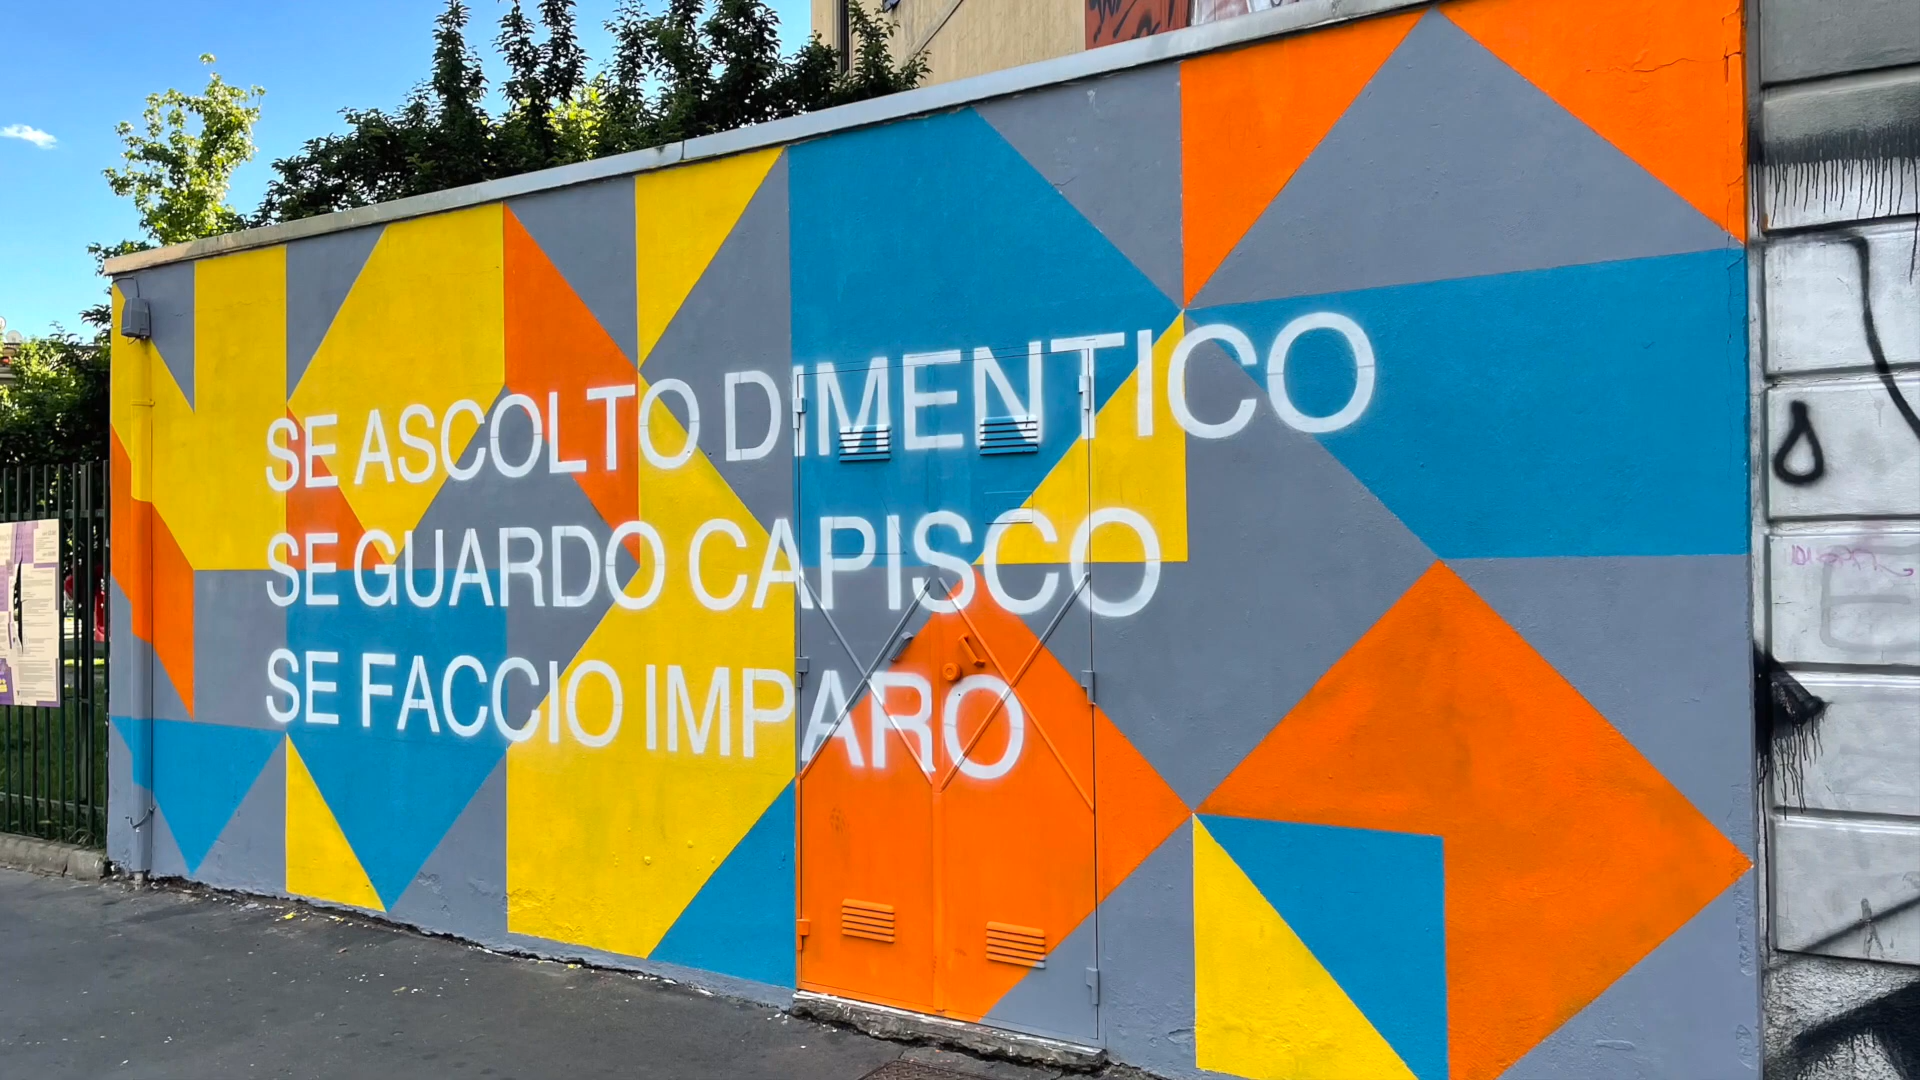 SE ASCOLTO DIMENTICO
SE GUARDO CAPISCO
SE FACCIO IMPARO